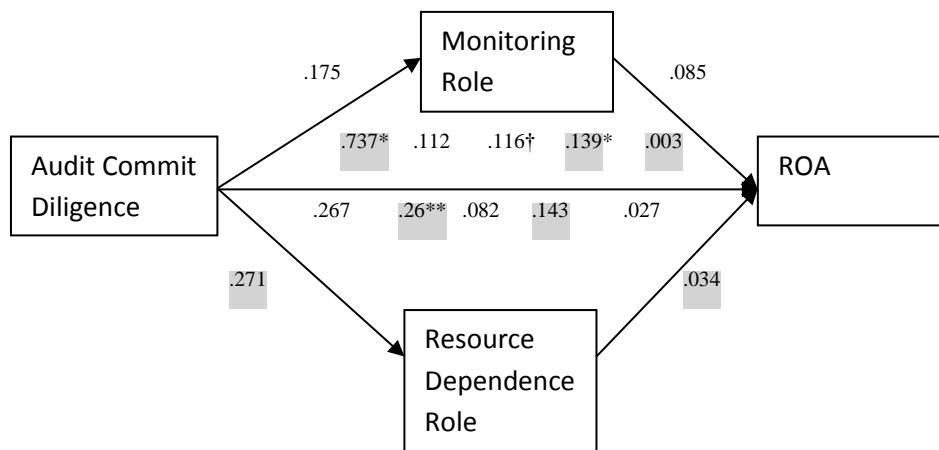 Monitoring
Role
.175
.085
.737*
.112
.116†
.139*
.003
Audit Commit
Diligence
ROA
.267
.26**
.082
.143
.027
.271
.034
Resource
Dependence
Role